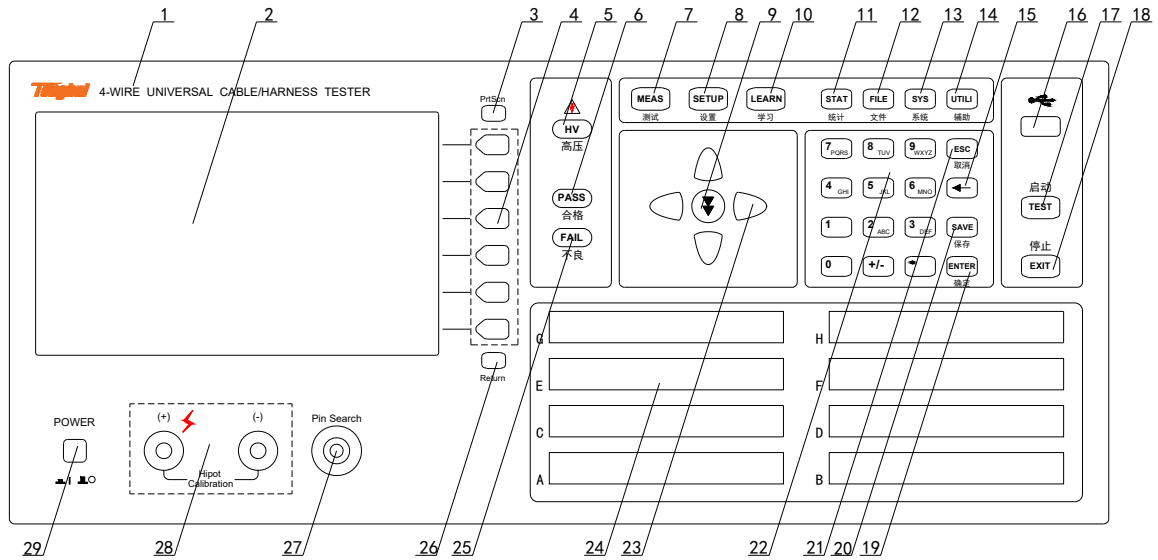 1 2 3 4 5 6 7 8 9 10 11 12 13 14 15 16 17 18
Tonghui 4-WIRE UNIVERSAL CABLE/HARNESS TESTER
PrtScn
HV
高压
PASS
合格
FAIL
不良
Return
MEAS SETUP LEARN STAT FILE SYS UTILI
测试 设置 学习 统计 文件 系统 辅助
7 PQRS 8 TUV 9 WXYZ ESC
取消
4 GHI 5 JKL 6 MNO
1 2 ABC 3 DEF SAVE
保存
0 +/- ENTER
确定
启动
TEST
停止
EXIT
G H
E F
C D
A B
POWER
(+) (-)
Hipot
Calibration
Pin Search
29 28 27 26 25 24 23 22 21 20 19